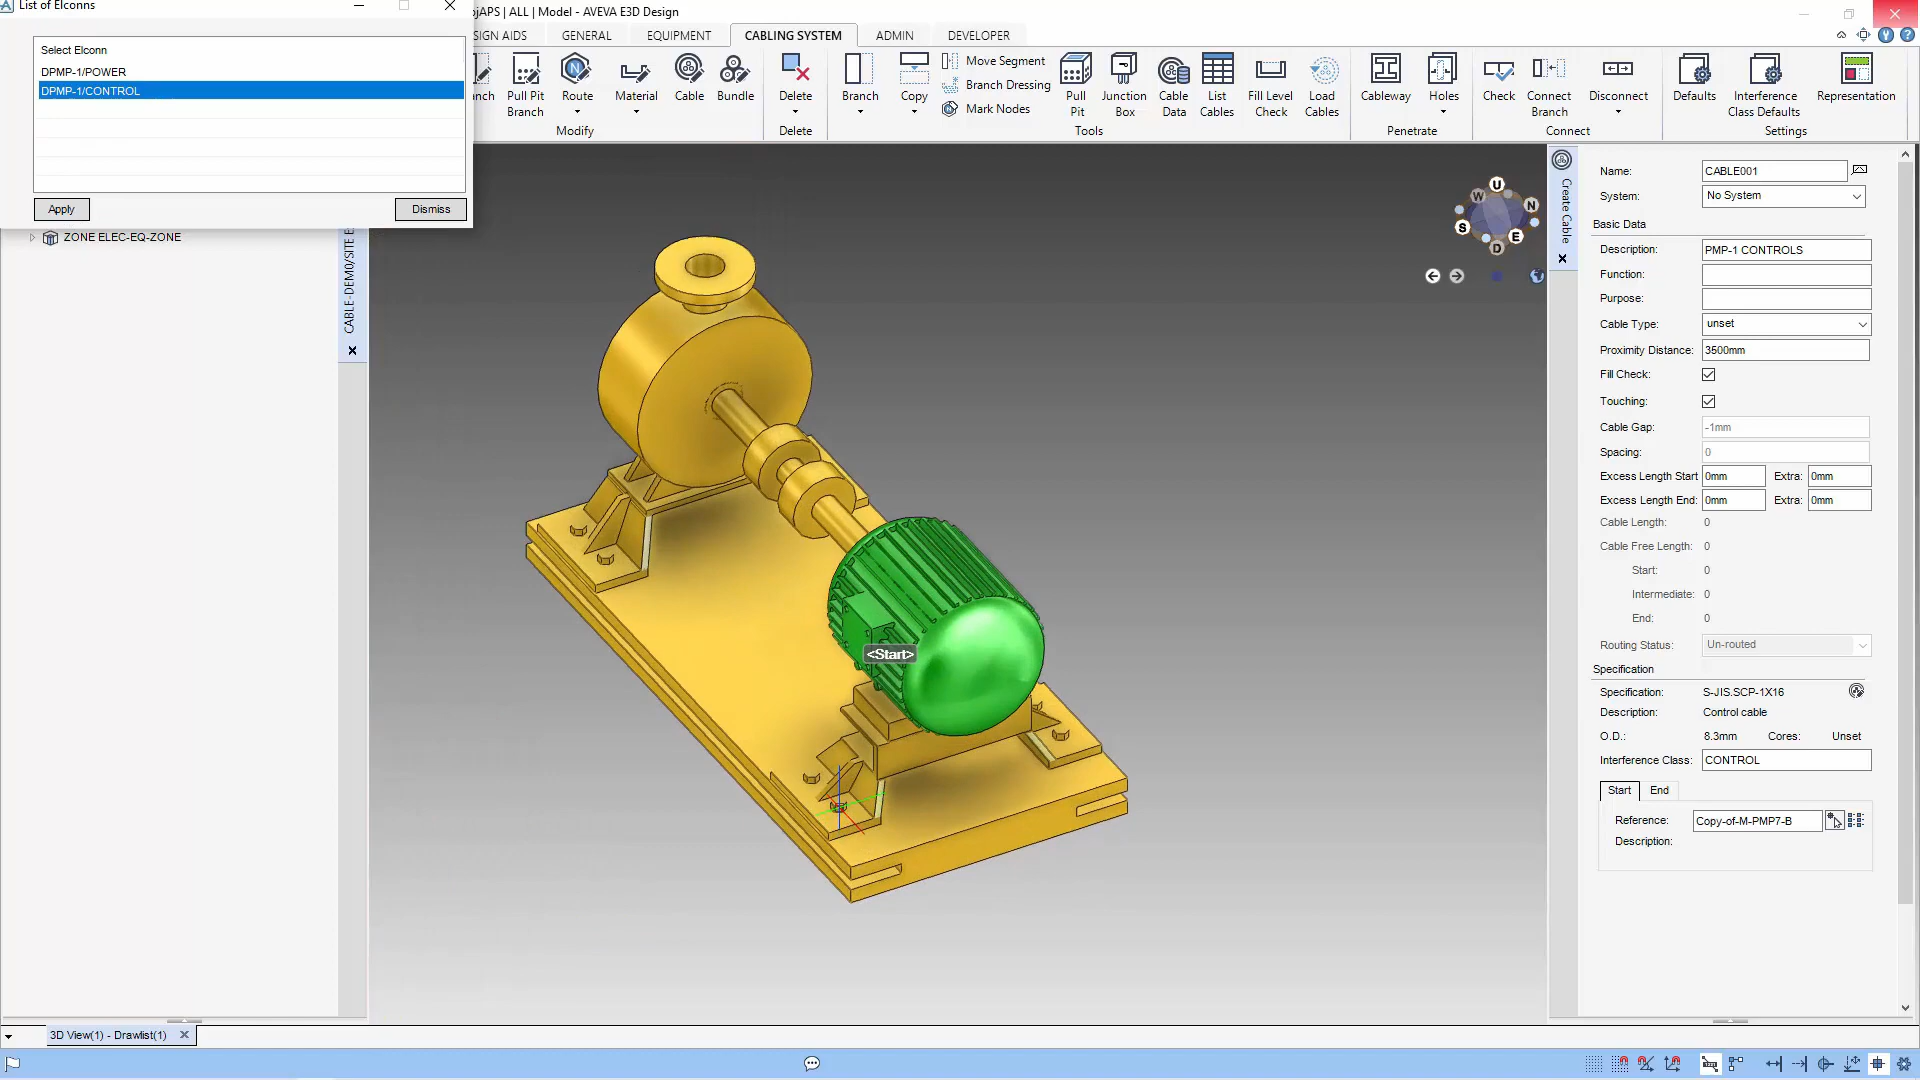 List of Elconns
ojAPS | ALL | Model - AVEVA E3D Design
Select Elconn
DPMP-1/POWER
DPMP-1/CONTROL
Apply
Dismiss
SIGN AIDS
GENERAL
EQUIPMENT
CABLING SYSTEM
ADMIN
DEVELOPER
nch
Pull Pit
Branch
Route
Material
Cable
Bundle
Modify
Delete
Delete
Branch
Copy
Move Segment
Branch Dressing
Mark Nodes
Pull
Pit
Junction
Box
Cable
Data
List
Cables
Fill Level
Check
Load
Cables
Tools
Cableway
Holes
Penetrate
Check
Connect
Branch
Disconnect
Connect
Defaults
Interference
Class Defaults
Representation
Settings
ZONE ELEC-EQ-ZONE
CABLE-DEMO/SITE E
U
W
N
S
E
D
<Start>
Create Cable
Name: CABLE001
System: No System
Basic Data
Description: PMP-1 CONTROLS
Function:
Purpose:
Cable Type: unset
Proximity Distance: 3500mm
Fill Check:
Touching:
Cable Gap: -1mm
Spacing: 0
Excess Length Start 0mm Extra: 0mm
Excess Length End: 0mm Extra: 0mm
Cable Length: 0
Cable Free Length: 0
Start: 0
Intermediate: 0
End: 0
Routing Status: Un-routed
Specification
Specification: S-JIS.SCP-1X16
Description: Control cable
O.D.: 8.3mm Cores: Unset
Interference Class: CONTROL
Start End
Reference: Copy-of-M-PMP7-B
Description:
3D View(1) - Drawlist(1)